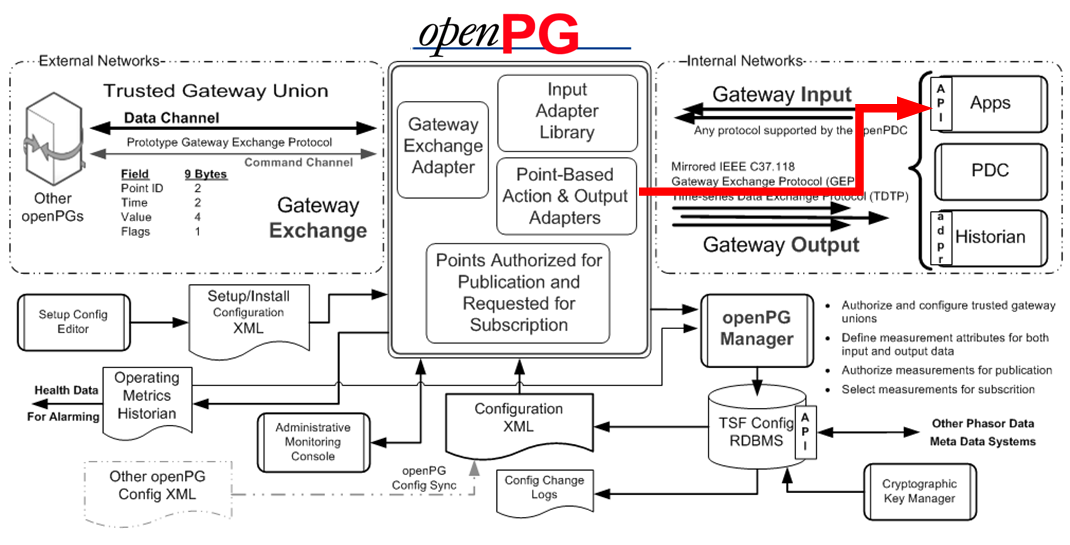 openPG
External Networks
Trusted Gateway Union
Data Channel
Prototype Gateway Exchange Protocol
Command Channel
Field 9 Bytes
Point ID 2
Time 2
Value 4
Flags 1
Other
openPGs
Gateway
Exchange
Gateway
Exchange
Adapter
Input
Adapter
Library
Point-Based
Action & Output
Adapters
Points Authorized for
Publication and
Requested for
Subscription
Internal Networks
Gateway Input
Any protocol supported by the openPDC
Mirrored IEEE C37.118
Gateway Exchange Protocol (GEP)
Time-series Data Exchange Protocol (TDTP)
Gateway Output
API
Apps
PDC
adpr
Historian
Setup Config
Editor
Setup/Install
Configuration
XML
openPG
Manager
Authorize and configure trusted gateway
unions
Define measurement attributes for both
input and output data
Authorize measurements for publication
Select measurements for subscrition
Health Data
For Alarming
Operating
Metrics
Historian
Administrative
Monitoring
Console
Configuration
XML
TSF Config
RDBMS
API
Other Phasor Data
Meta Data Systems
Other openPG
Config XML
openPG
Config Sync
Config Change
Logs
Cryptographic
Key Manager